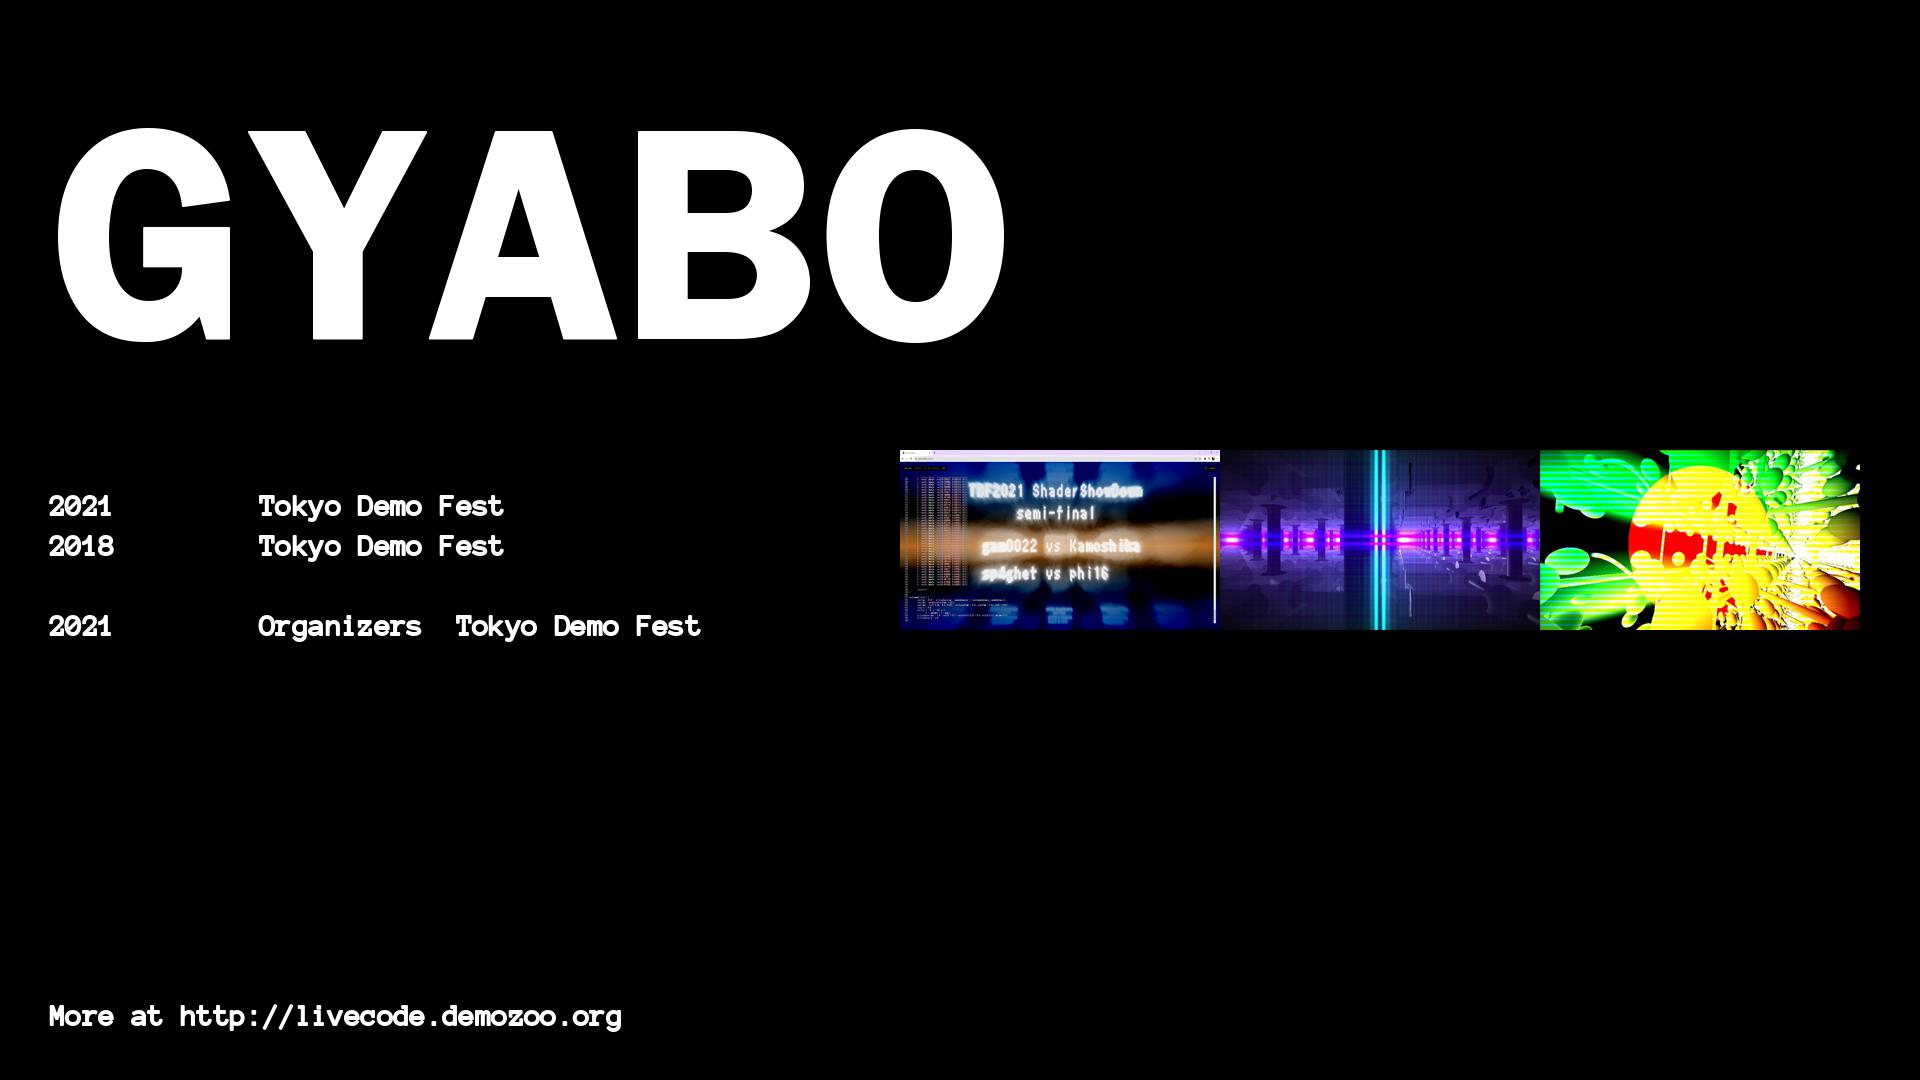 GYABO
2021 Tokyo Demo Fest
2018 Tokyo Demo Fest
2021 Organizers Tokyo Demo Fest
TDF2021 ShaderShowDown
semi-final
gam0022 vs Kamoshika
sp4ghet vs phi16
More at http://livecode.demozoo.org